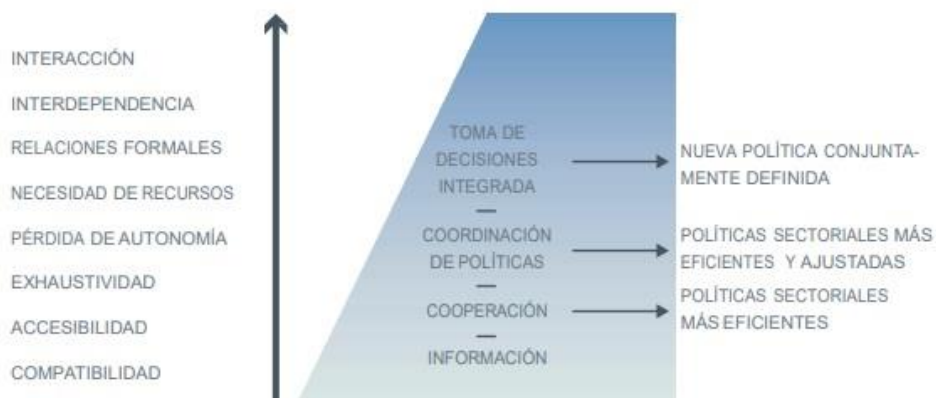 INTERACCIÓN
INTERDEPENDENCIA
RELACIONES FORMALES
NECESIDAD DE RECURSOS
PÉRDIDA DE AUTONOMÍA
EXHAUSTIVIDAD
ACCESIBILIDAD
COMPATIBILIDAD
TOMA DE
DECISIONES
INTEGRADA
—
COORDINACIÓN
DE POLÍTICAS
—
COOPERACIÓN
—
INFORMACIÓN
NUEVA POLÍTICA CONJUNTA-
MENTE DEFINIDA
POLÍTICAS SECTORIALES MÁS
EFICIENTES Y AJUSTADAS
POLÍTICAS SECTORIALES
MÁS EFICIENTES